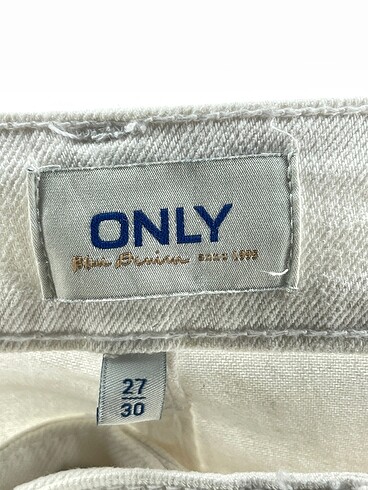 ONLY
Blue Denim SINCE 1995
27
30